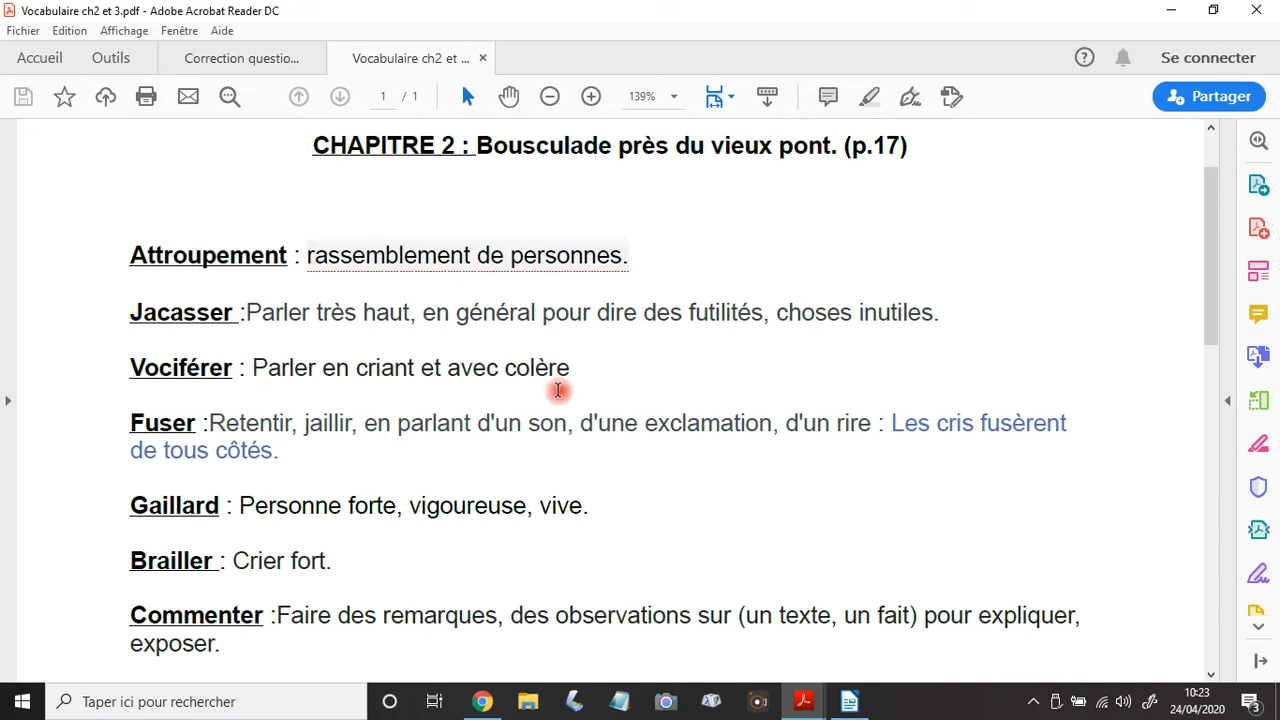 Vocabulaire ch2 et 3.pdf - Adobe Acrobat Reader DC
Fichier Edition Affichage Fenêtre Aide
Accueil Outils Correction questio... Vocabulaire ch2 et ... ×
Se connecter
1 / 1 139% Partager
CHAPITRE 2 : Bousculade près du vieux pont. (p.17)
Attroupement : rassemblement de personnes.
Jacasser :Parler très haut, en général pour dire des futilités, choses inutiles.
Vociférer : Parler en criant et avec colère
Fuser :Retentir, jaillir, en parlant d'un son, d'une exclamation, d'un rire : Les cris fusèrent
de tous côtés.
Gaillard : Personne forte, vigoureuse, vive.
Brailler : Crier fort.
Commenter :Faire des remarques, des observations sur (un texte, un fait) pour expliquer,
exposer.
Taper ici pour rechercher
10:23
24/04/2020
3